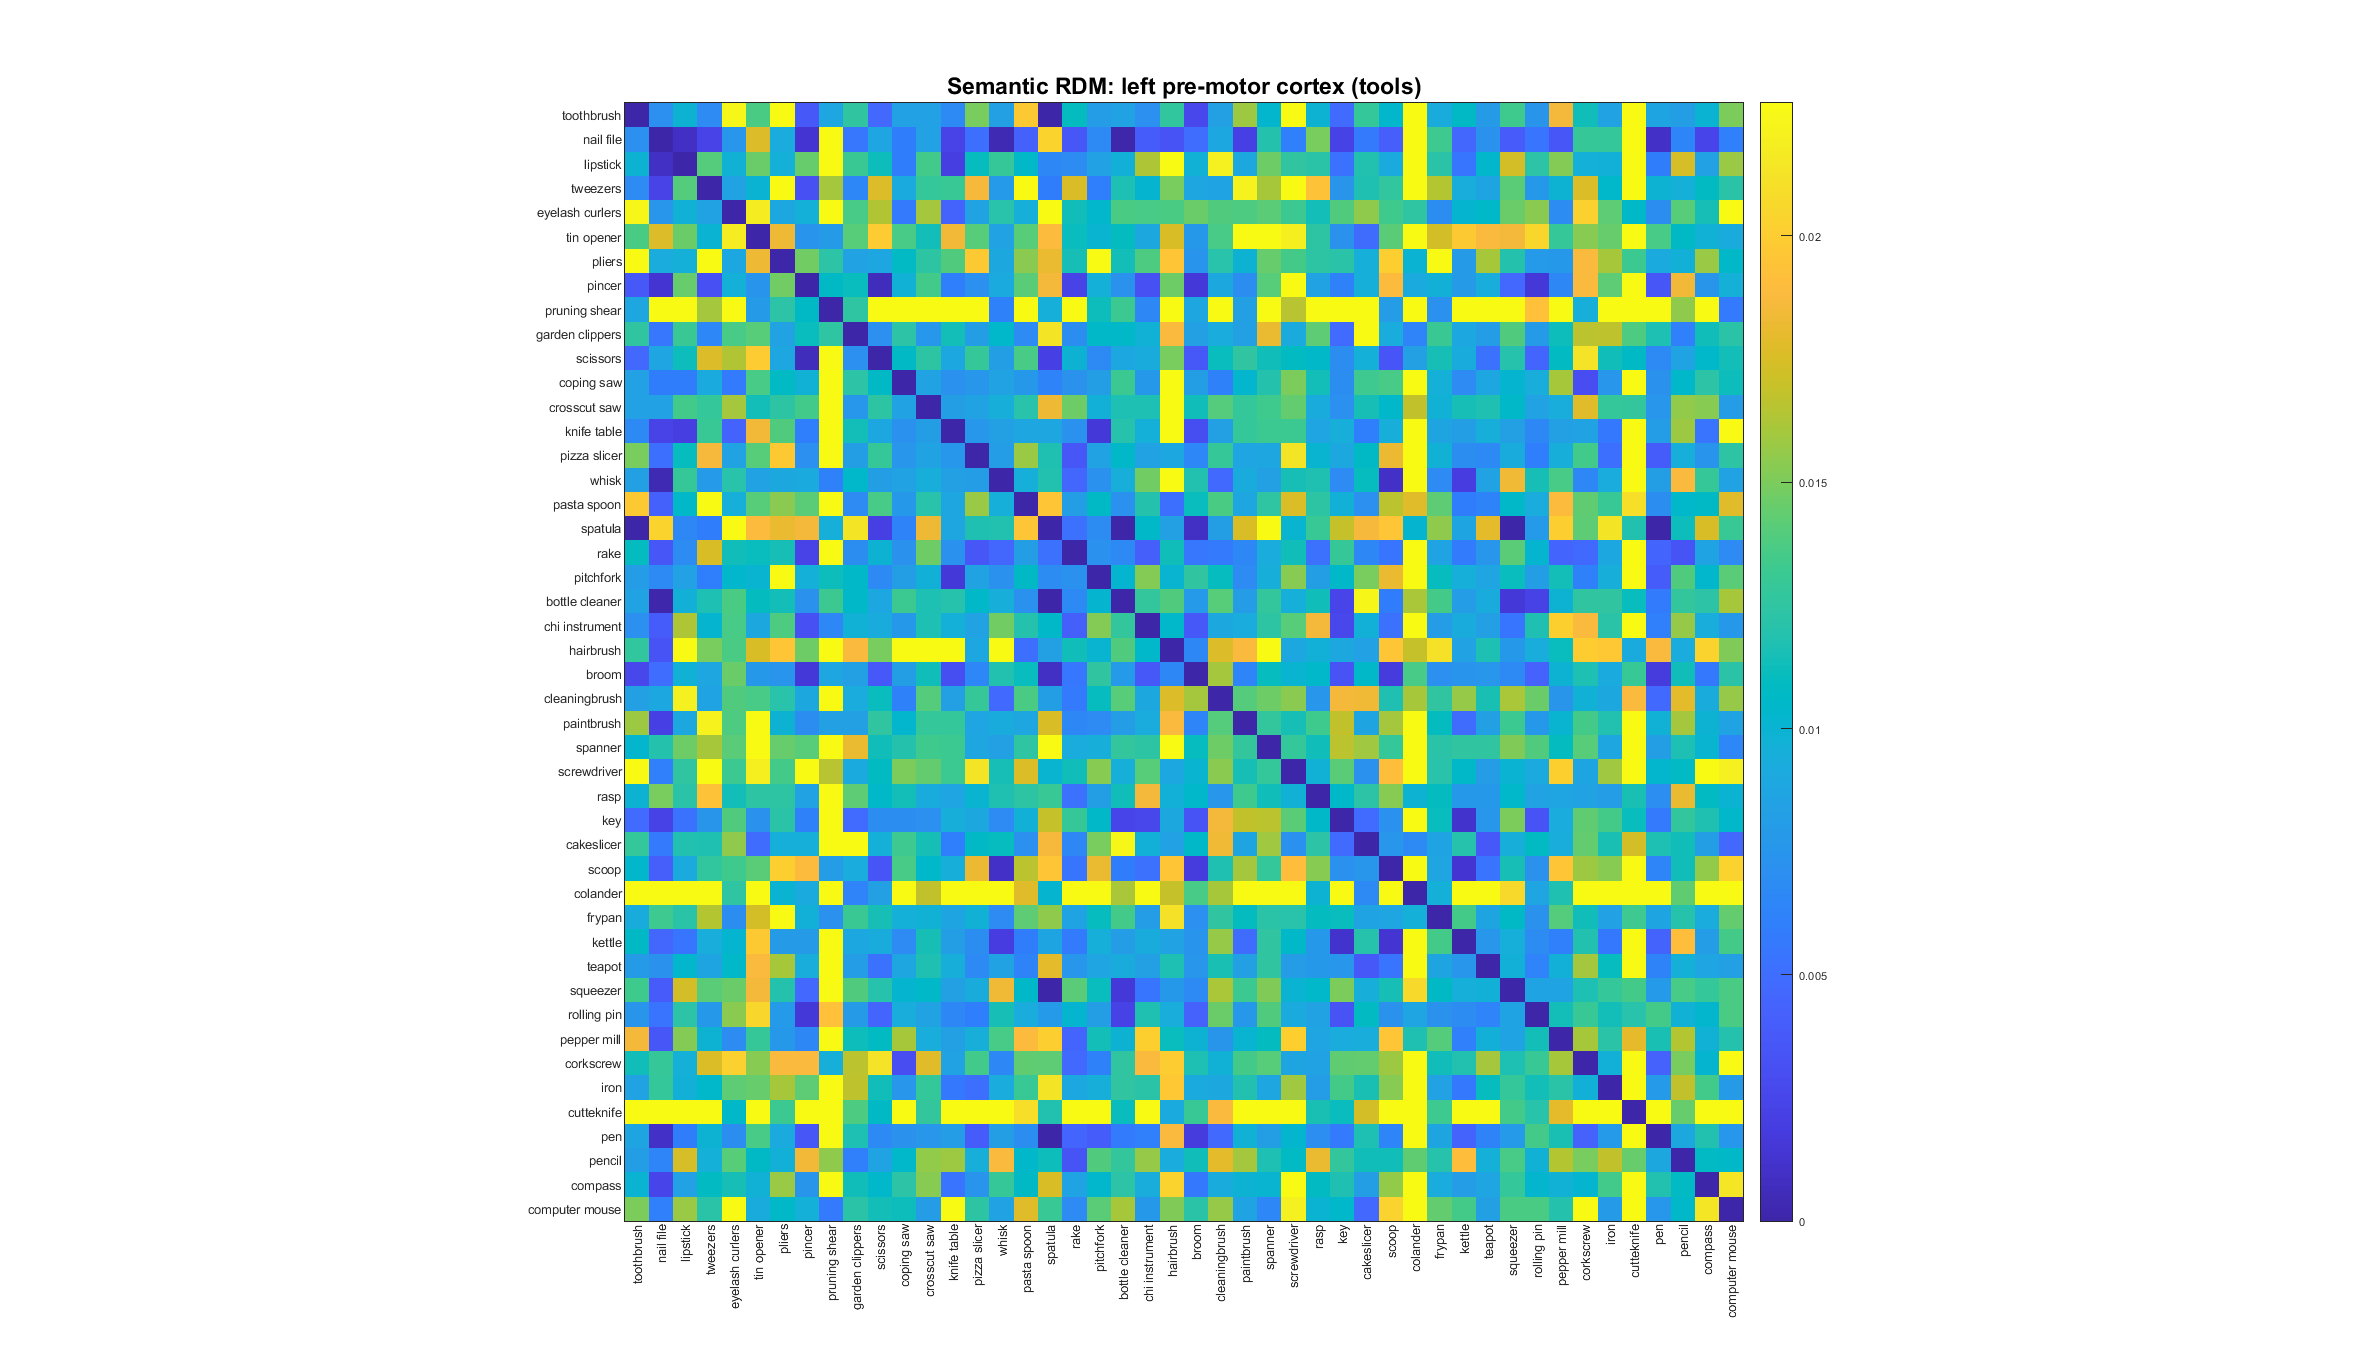 Semantic RDM: left pre-motor cortex (tools)
toothbrush
nail file
lipstick
tweezers
eyelash curlers
tin opener
pliers
pincer
pruning shear
garden clippers
scissors
coping saw
crosscut saw
knife table
pizza slicer
whisk
pasta spoon
spatula
rake
pitchfork
bottle cleaner
chi instrument
hairbrush
broom
cleaningbrush
paintbrush
spanner
screwdriver
rasp
key
cakeslicer
scoop
colander
frypan
kettle
teapot
squeezer
rolling pin
pepper mill
corkscrew
iron
cutteknife
pen
pencil
compass
computer mouse
toothbrush
nail file
lipstick
tweezers
eyelash curlers
tin opener
pliers
pincer
pruning shear
garden clippers
scissors
coping saw
crosscut saw
knife table
pizza slicer
whisk
pasta spoon
spatula
rake
pitchfork
bottle cleaner
chi instrument
hairbrush
broom
cleaningbrush
paintbrush
spanner
screwdriver
rasp
key
cakeslicer
scoop
colander
frypan
kettle
teapot
squeezer
rolling pin
pepper mill
corkscrew
iron
cutteknife
pen
pencil
compass
computer mouse
0.02
0.015
0.01
0.005
0